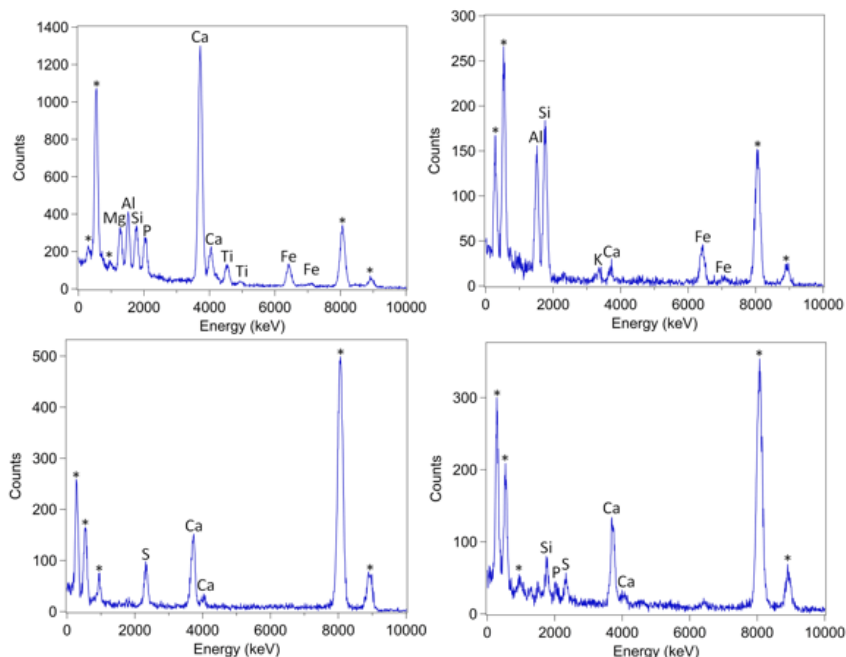 1400
1200
1000
800
600
400
200
0
Counts
*
*
Mg
*
Al
Si
P
Ca
Ca
Ti
Ti
Fe
Fe
*
*
0 2000 4000 6000 8000 10000
Energy (keV)
300
250
200
150
100
50
0
Counts
*
*
Al
Si
K
Ca
Fe
Fe
*
*
0 2000 4000 6000 8000 10000
Energy (keV)
500
400
300
200
100
0
Counts
*
*
*
S
Ca
Ca
*
*
0 2000 4000 6000 8000 10000
Energy (keV)
300
200
100
0
Counts
*
*
*
Si
P
S
Ca
Ca
*
*
0 2000 4000 6000 8000 10000
Energy (keV)